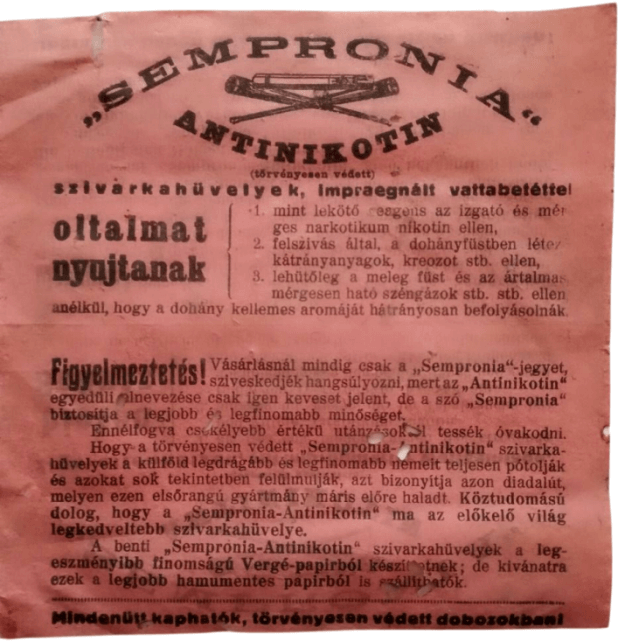 „SEMPRONIA“
ANTINIKOTIN
(törvényesen védett)
szivarkahüvelyek, impraegnált vattabetéttel
oltalmat
nyujtanak
1. mint lekötő reagens az izgató és mér
ges narkotikum nikotin ellen,
2. felszivás által, a dohányfüstben léte
kátrányanyagok, kreozot stb. ellen,
3. lehűtőleg a meleg füst és az ártalmas
mérgesen ható széngázok stb. stb. ellen
anélkül, hogy a dohány kellemes aromáját hátrányosan befolyásolnák
Figyelmeztetés! Vásárlásnál mindig csak a „Sempronia“-jegyet,
sziveskedjék hangsúlyozni, mert az „Antinikotin“
egyedüli elnevezése csak igen keveset jelent, de a szó „Sempronia“
biztositja a legjobb és legfinomabb minőséget.
Ennélfogva csekélyebb értékü utánzásoktól tessék óvakodni.
Hogy a törvényesen védett „Sempronia-Antinikotin“ szivarka-
hüvelyek a külföld legdrágább és legfinomabb nemeit teljesen pótolják
és azokat sok tekintetben felülmulják, azt bizonyitja azon diadalút,
melyen ezen elsőrangú gyártmány máris előre haladt. Köztudomású
dolog, hogy a „Sempronia-Antinikotin“ ma az előkelő világ
legkedveltebb szivarkahüvelye.
A benti „Sempronia-Antinikotin“ szivarkahüvelyek a leg-
eszményibb finomságú Vergé-papirból készitetnek; de kivánatra
ezek a legjobb hamumentes papirból is szállithatók.
Mindenütt kaphatók, törvényesen védett dobozokban!